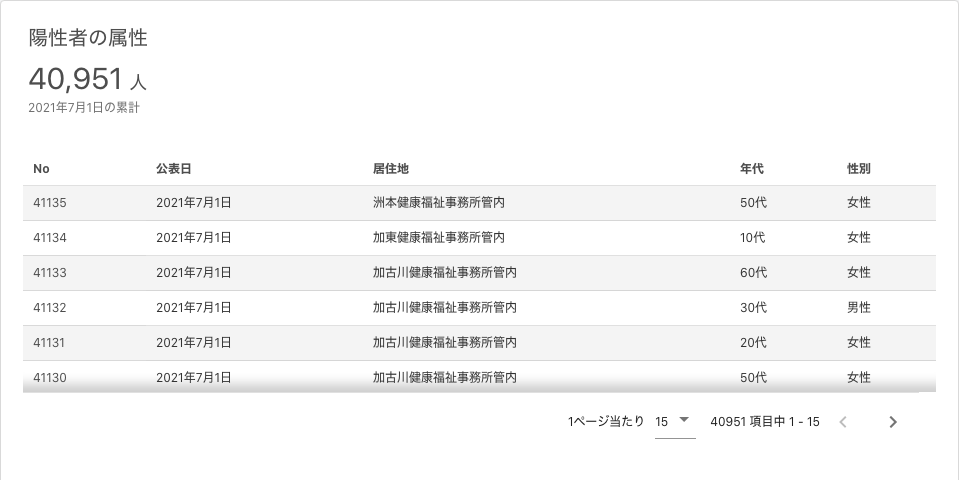 陽性者の属性
40,951 人
2021年7月1日の累計
No 公表日 居住地 年代 性別
41135 2021年7月1日 洲本健康福祉事務所管内 50代 女性
41134 2021年7月1日 加東健康福祉事務所管内 10代 女性
41133 2021年7月1日 加古川健康福祉事務所管内 60代 女性
41132 2021年7月1日 加古川健康福祉事務所管内 30代 男性
41131 2021年7月1日 加古川健康福祉事務所管内 20代 女性
41130 2021年7月1日 加古川健康福祉事務所管内 50代 女性
1ページ当たり 15 40951 項目中 1 - 15